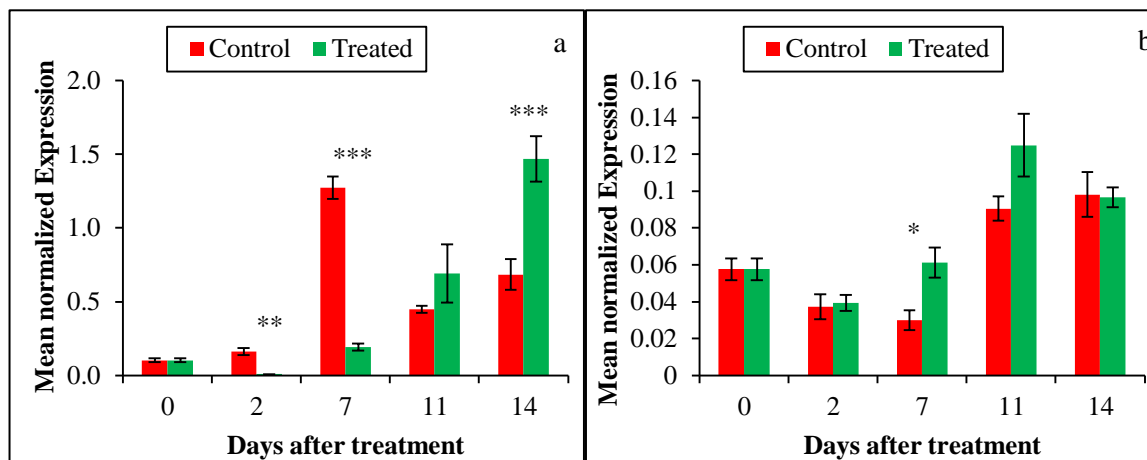 Control Treated
a
Mean normalized Expression
2.0
1.5
1.0
0.5
0.0
**
***
***
0 2 7 11 14
Days after treatment
Control Treated
b
Mean normalized Expression
0.16
0.14
0.12
0.1
0.08
0.06
0.04
0.02
0
*
0 2 7 11 14
Days after treatment